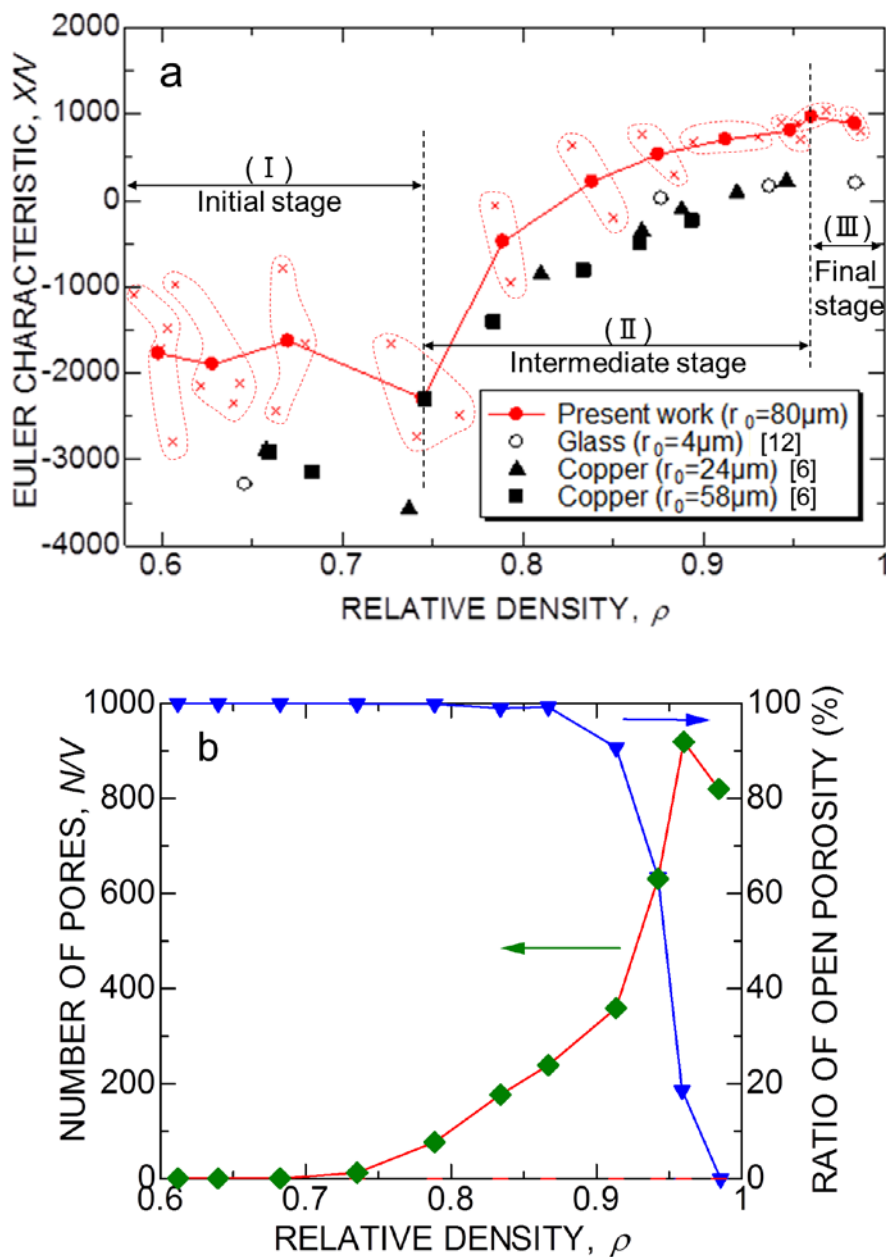 a
EULER CHARACTERISTIC, X/V
2000
1000
0
-1000
-2000
-3000
-4000
(Ⅰ)
Initial stage
(Ⅱ)
Intermediate stage
(Ⅲ)
Final
stage
Present work (r₀=80μm)
Glass (r₀=4μm) [12]
Copper (r₀=24μm) [6]
Copper (r₀=58μm) [6]
0.6 0.7 0.8 0.9 1
RELATIVE DENSITY, ρ
b
NUMBER OF PORES, N/V
1000
800
600
400
200
0
100
80
60
40
20
0
RATIO OF OPEN POROSITY (%)
0.6 0.7 0.8 0.9 1
RELATIVE DENSITY, ρ